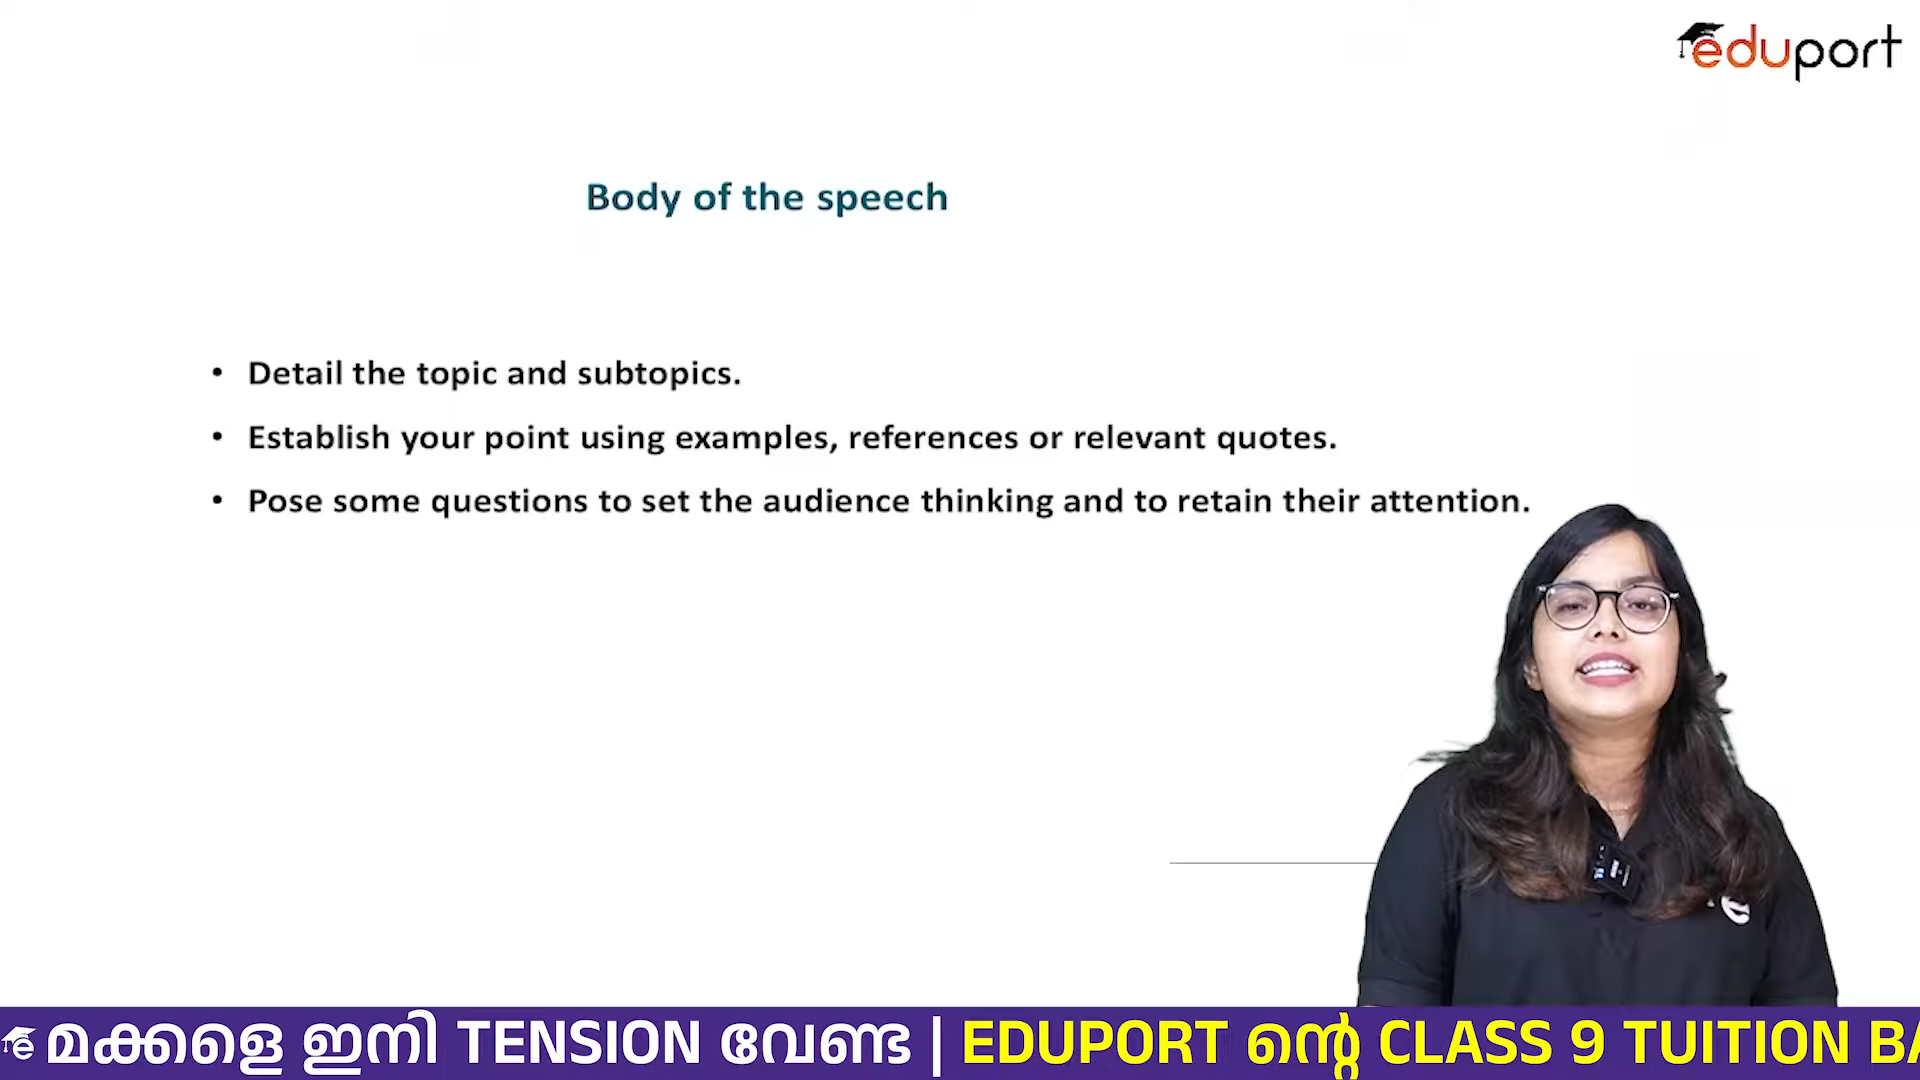 eduport
Body of the speech
• Detail the topic and subtopics.
• Establish your point using examples, references or relevant quotes.
• Pose some questions to set the audience thinking and to retain their attention.
മക്കളെ ഇനി TENSION വേണ്ട | EDUPORT ന്റെ CLASS 9 TUITION BA